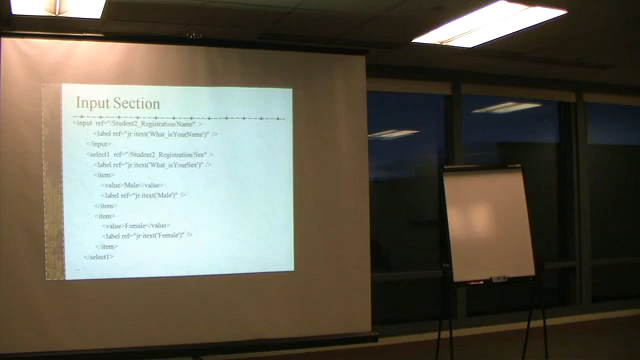 Input Section
<input ref="/Student2_Registration/Name" >
<label ref="jr:itext('What_isYourName')" />
</input>
<select1 ref="/Student2_Registration/Sex" >
<label ref="jr:itext('What_isYourSex')" />
<item>
<value>Male</value>
<label ref="jr:itext('Male')" />
</item>
<item>
<value>Female</value>
<label ref="jr:itext('Female')" />
</item>
</select1>